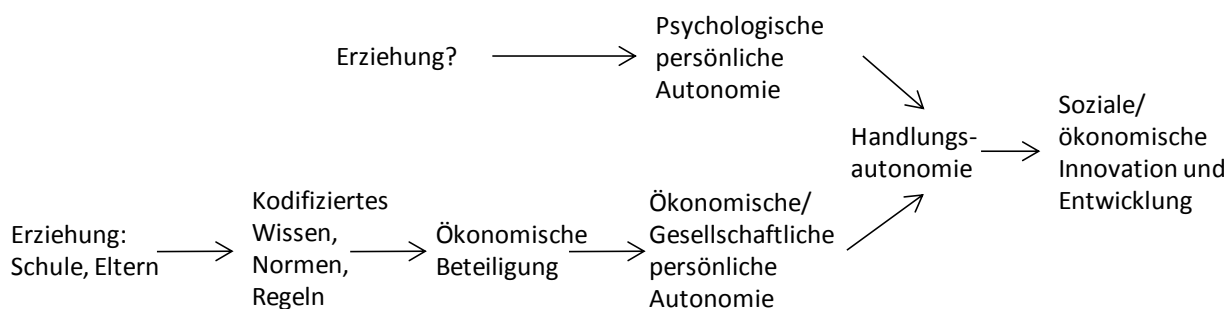 Erziehung?
Psychologische
persönliche
Autonomie
Handlungs-
autonomie
Soziale/
ökonomische
Innovation und
Entwicklung
Erziehung:
Schule, Eltern
Kodifiziertes
Wissen,
Normen,
Regeln
Ökonomische
Beteiligung
Ökonomische/
Gesellschaftliche
persönliche
Autonomie